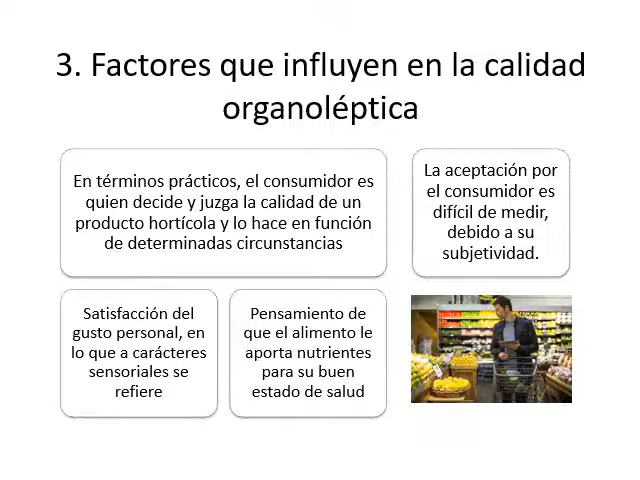 3. Factores que influyen en la calidad
organoléptica
En términos prácticos, el consumidor es
quien decide y juzga la calidad de un
producto hortícola y lo hace en función
de determinadas circunstancias
La aceptación por
el consumidor es
difícil de medir,
debido a su
subjetividad.
Satisfacción del
gusto personal, en
lo que a carácteres
sensoriales se
refiere
Pensamiento de
que el alimento le
aporta nutrientes
para su buen
estado de salud